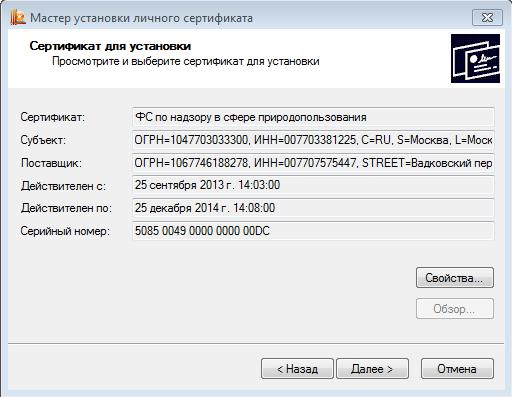 Мастер установки личного сертификата
Сертификат для установки
Просмотрите и выберите сертификат для установки
Сертификат: ФС по надзору в сфере природопользования
Субъект: ОГРН=1047703033300, ИНН=007703381225, C=RU, S=Москва, L=Моск
Поставщик: ОГРН=1067746188278, ИНН=007707575447, STREET=Вадковский пер
Действителен с: 25 сентября 2013 г. 14:03:00
Действителен по: 25 декабря 2014 г. 14:08:00
Серийный номер: 5085 0049 0000 0000 00DC
Свойства...
Обзор...
< Назад Далее > Отмена